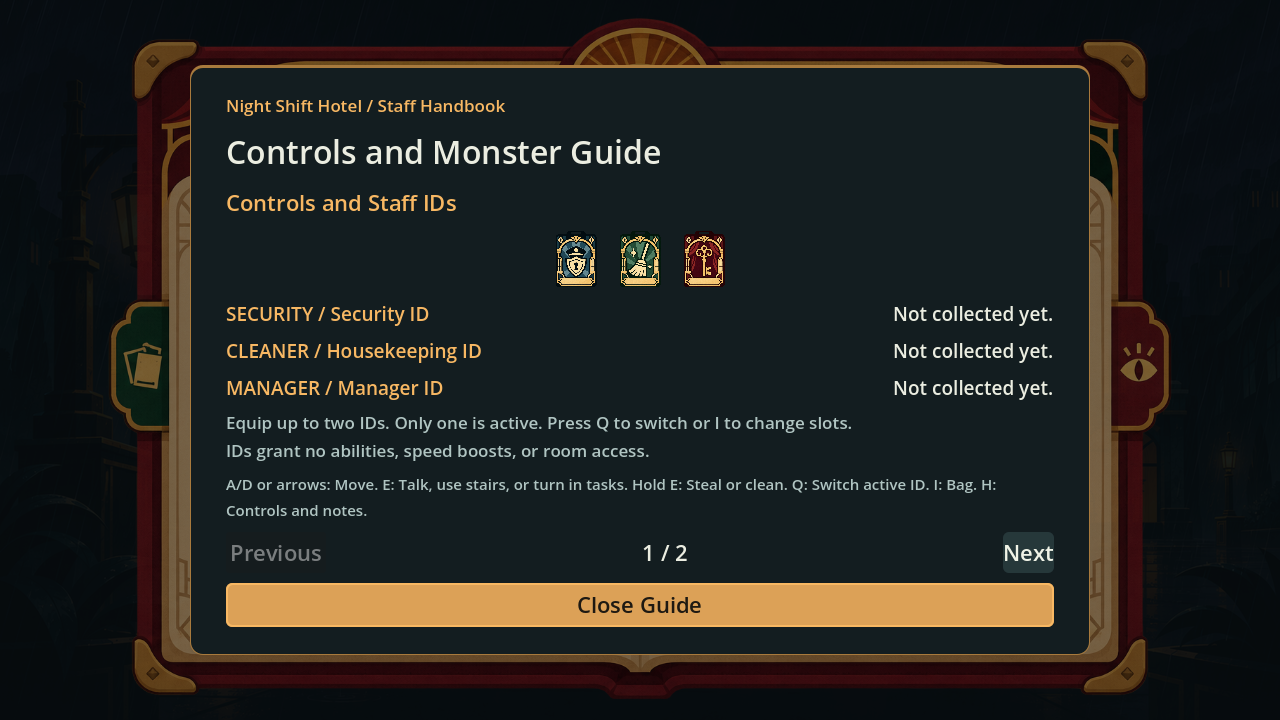 Night Shift Hotel / Staff Handbook
Controls and Monster Guide
Controls and Staff IDs
SECURITY / Security ID Not collected yet.
CLEANER / Housekeeping ID Not collected yet.
MANAGER / Manager ID Not collected yet.
Equip up to two IDs. Only one is active. Press Q to switch or I to change slots.
IDs grant no abilities, speed boosts, or room access.
A/D or arrows: Move. E: Talk, use stairs, or turn in tasks. Hold E: Steal or clean. Q: Switch active ID. I: Bag. H:
Controls and notes.
Previous 1 / 2 Next
Close Guide